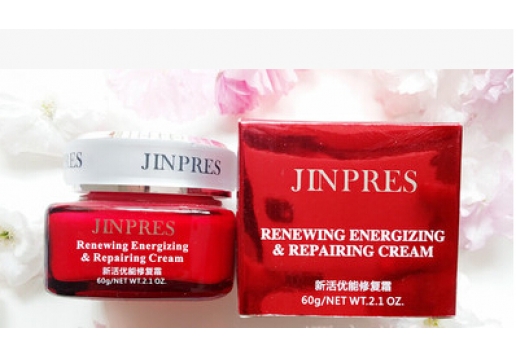 ES
JINPRES
JINPRES
Renewing Energizing
& Repairing Cream
新活优能修复霜
60g/NET WT.2.1 OZ.
JINPRES
RENEWING ENERGIZING
& REPAIRING CREAM
新活优能修复霜
60g/NET WT.2.1 OZ.